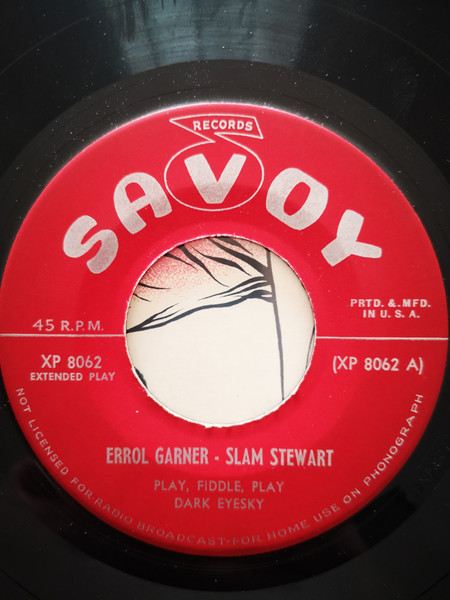 RECORDS
SAVOY
45 R.P.M.
PRTD. & MFD.
IN U. S. A.
XP 8062
EXTENDED PLAY
(XP 8062 A)
ERROL GARNER - SLAM STEWART
PLAY, FIDDLE, PLAY
DARK EYESKY
NOT LICENSED FOR RADIO BROADCAST-FOR HOME USE ON PHONOGRAPH